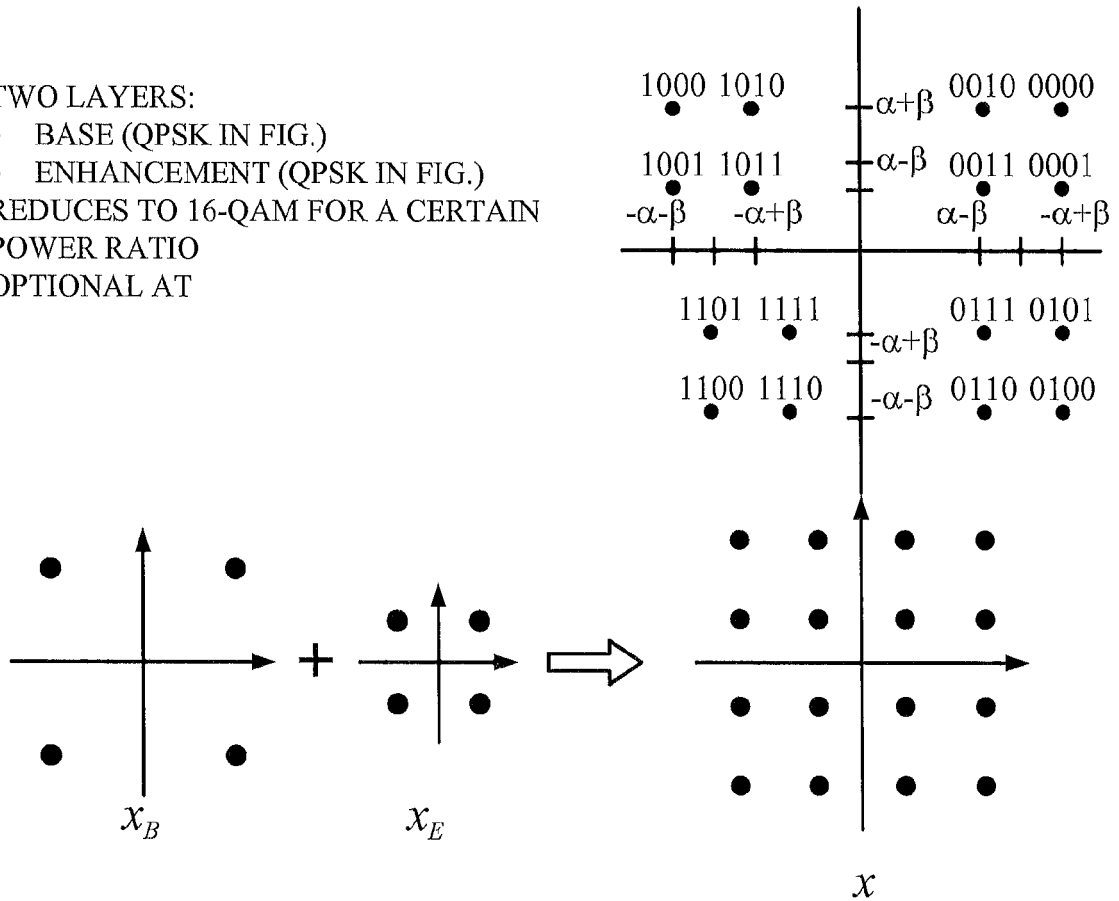 TWO LAYERS:
BASE (QPSK IN FIG.)
ENHANCEMENT (QPSK IN FIG.)
REDUCES TO 16-QAM FOR A CERTAIN
POWER RATIO
OPTIONAL AT
1000 1010
0010 0000
α+β
α-β
1001 1011
0011 0001
-α-β
-α+β
α-β
-α+β
1101 1111
0111 0101
-α+β
1100 1110
0110 0100
-α-β
+
x_B
x_E
x